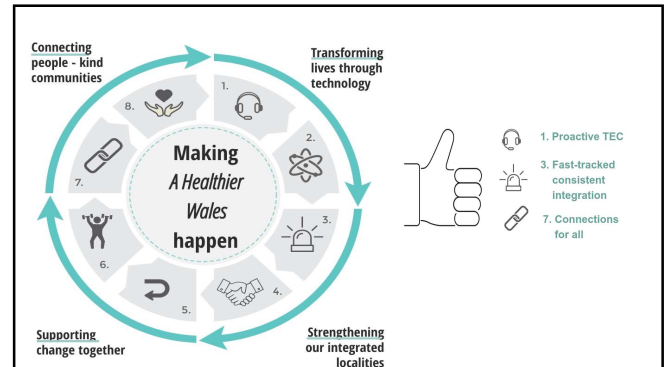 Connecting
people - kind
communities
Transforming
lives through
technology
8.
1.
7.
2.
Making
A Healthier
Wales
happen
6.
3.
5.
4.
Supporting
change together
Strengthening
our integrated
localities
1. Proactive TEC
3. Fast-tracked
consistent
integration
7. Connections
for all